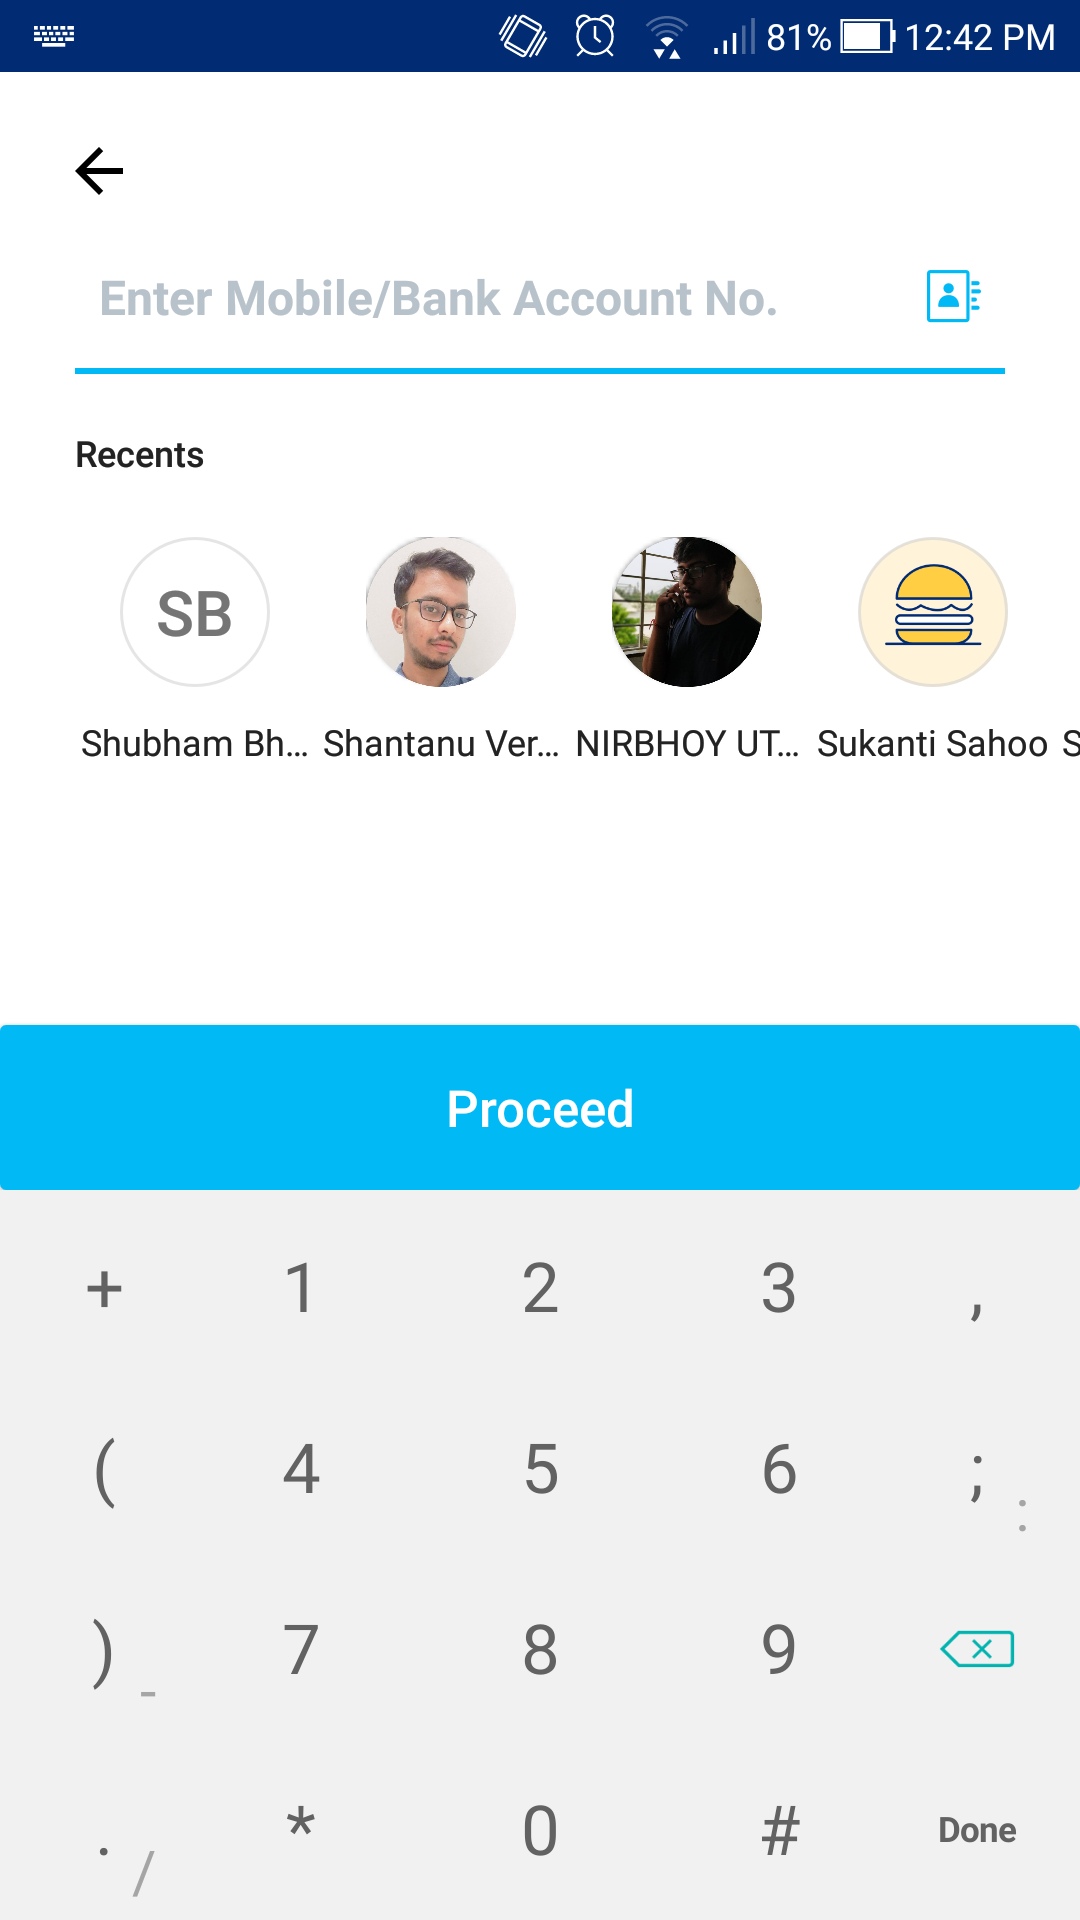 81% 12:42 PM
Enter Mobile/Bank Account No.
Recents
SB
Shubham Bh... Shantanu Ver... NIRBHOY UT... Sukanti Sahoo S
Proceed
+ 1 2 3 ,
( 4 5 6 ; :
) - 7 8 9
. / * 0 # Done